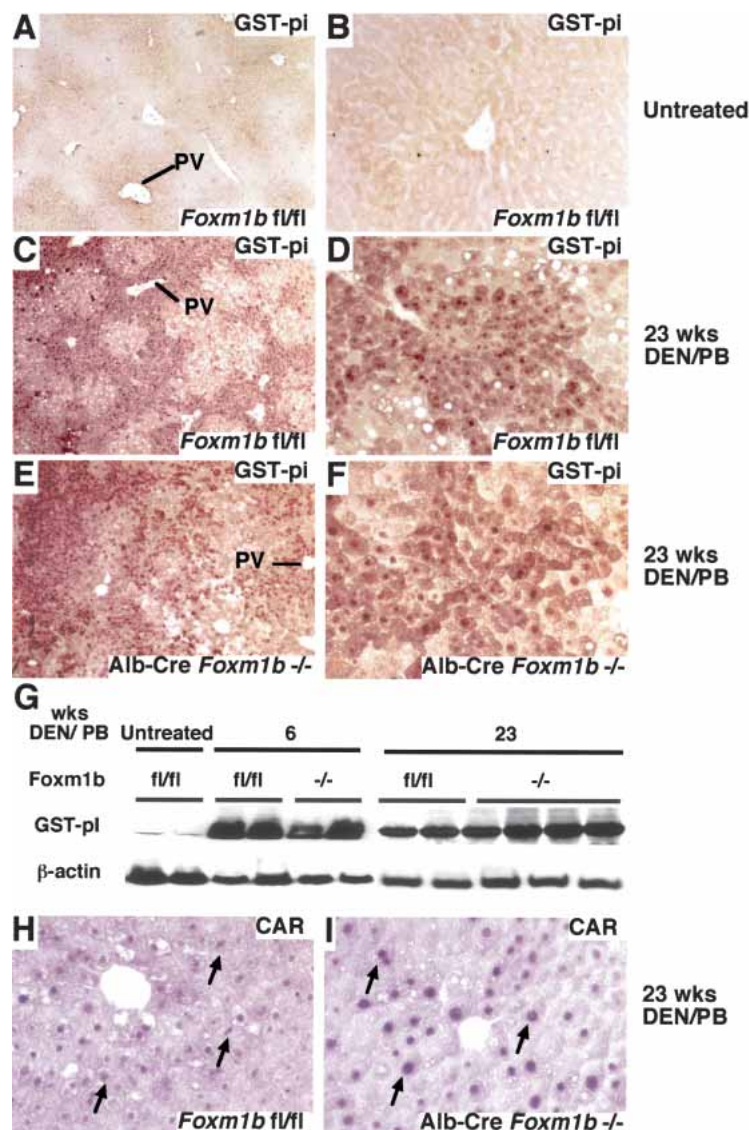 A GST-pi
B GST-pi
Untreated
PV
Foxm1b fl/fl
Foxm1b fl/fl
C GST-pi
D GST-pi
PV
23 wks
DEN/PB
Foxm1b fl/fl
Foxm1b fl/fl
E GST-pi
F GST-pi
PV
23 wks
DEN/PB
Alb-Cre Foxm1b -/-
Alb-Cre Foxm1b -/-
G
wks
DEN/ PB Untreated 6 23
Foxm1b fl/fl fl/fl -/- fl/fl -/-
GST-pI
β-actin
H CAR
I CAR
23 wks
DEN/PB
Foxm1b fl/fl
Alb-Cre Foxm1b -/-